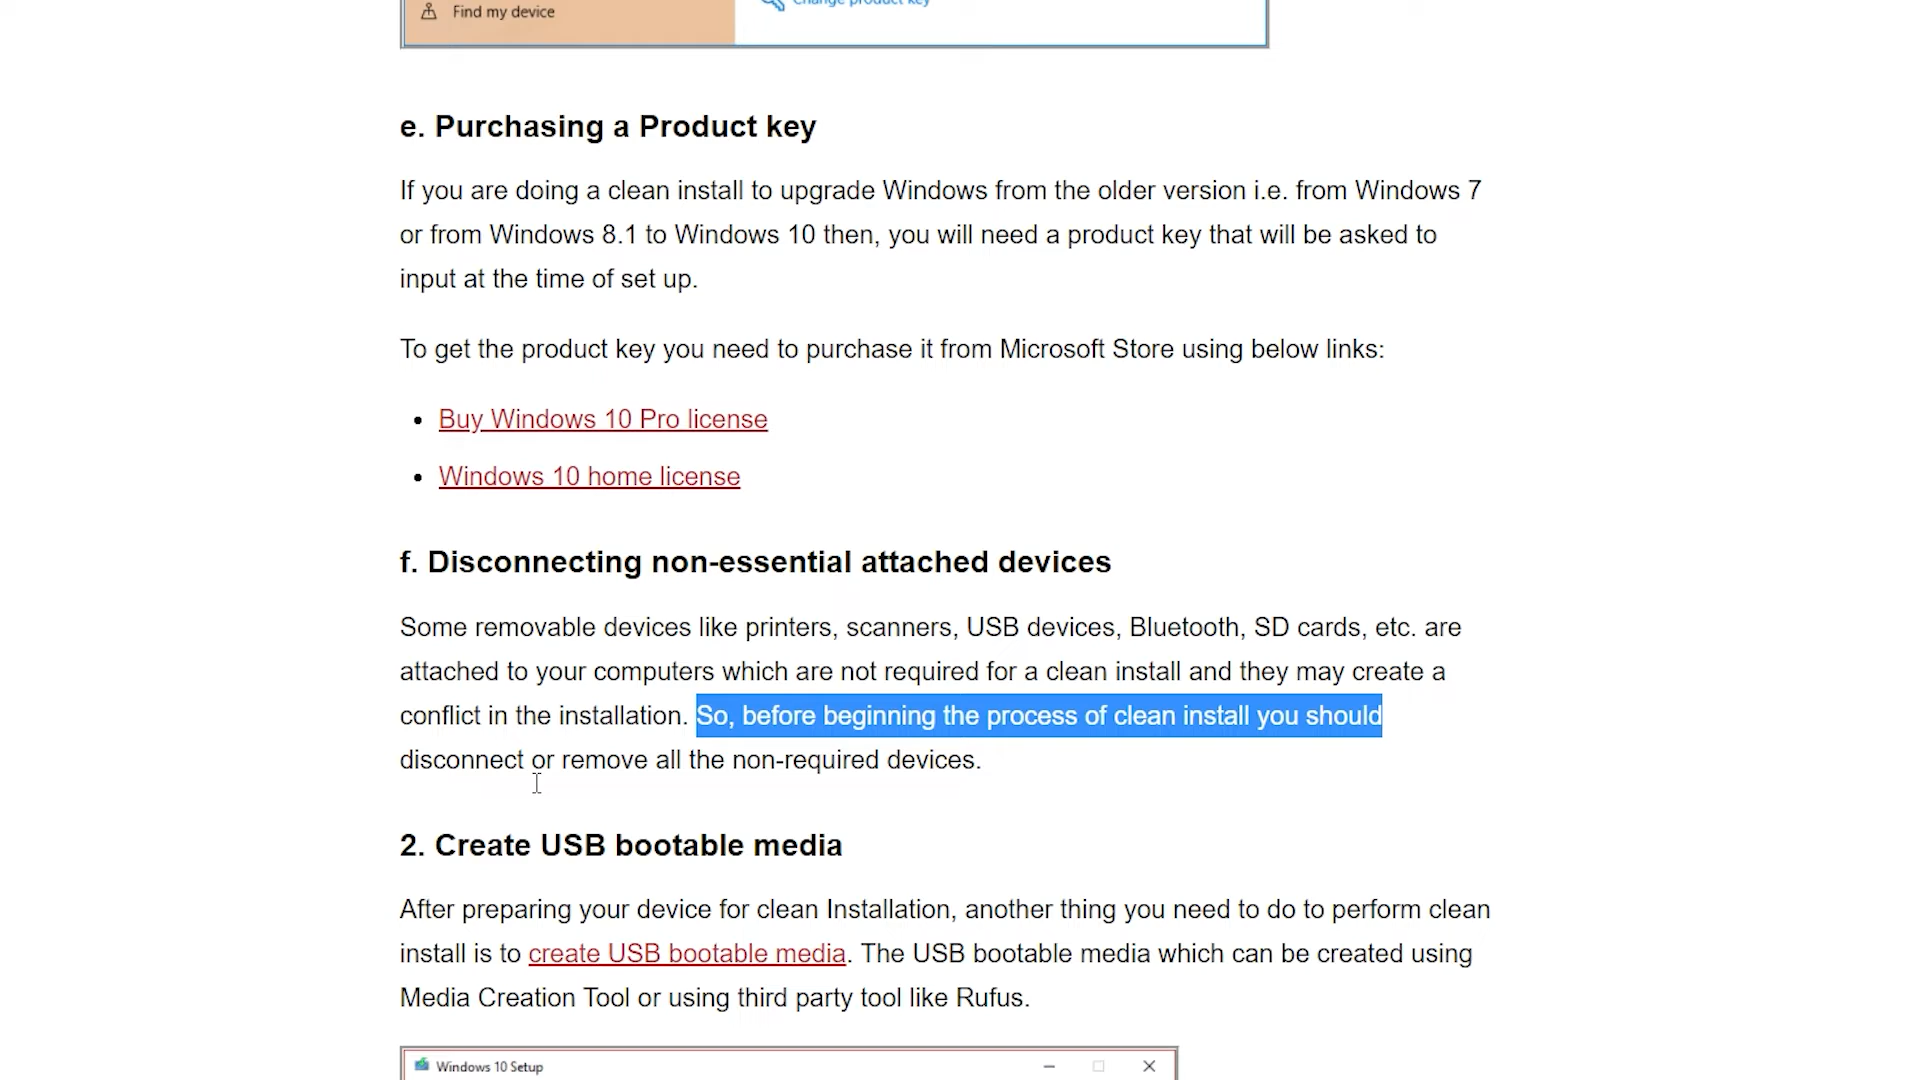 Find my device
Change product key
e. Purchasing a Product key
If you are doing a clean install to upgrade Windows from the older version i.e. from Windows 7
or from Windows 8.1 to Windows 10 then, you will need a product key that will be asked to
input at the time of set up.
To get the product key you need to purchase it from Microsoft Store using below links:
• Buy Windows 10 Pro license
• Windows 10 home license
f. Disconnecting non-essential attached devices
Some removable devices like printers, scanners, USB devices, Bluetooth, SD cards, etc. are
attached to your computers which are not required for a clean install and they may create a
conflict in the installation. So, before beginning the process of clean install you should
disconnect or remove all the non-required devices.
2. Create USB bootable media
After preparing your device for clean Installation, another thing you need to do to perform clean
install is to create USB bootable media. The USB bootable media which can be created using
Media Creation Tool or using third party tool like Rufus.
Windows 10 Setup